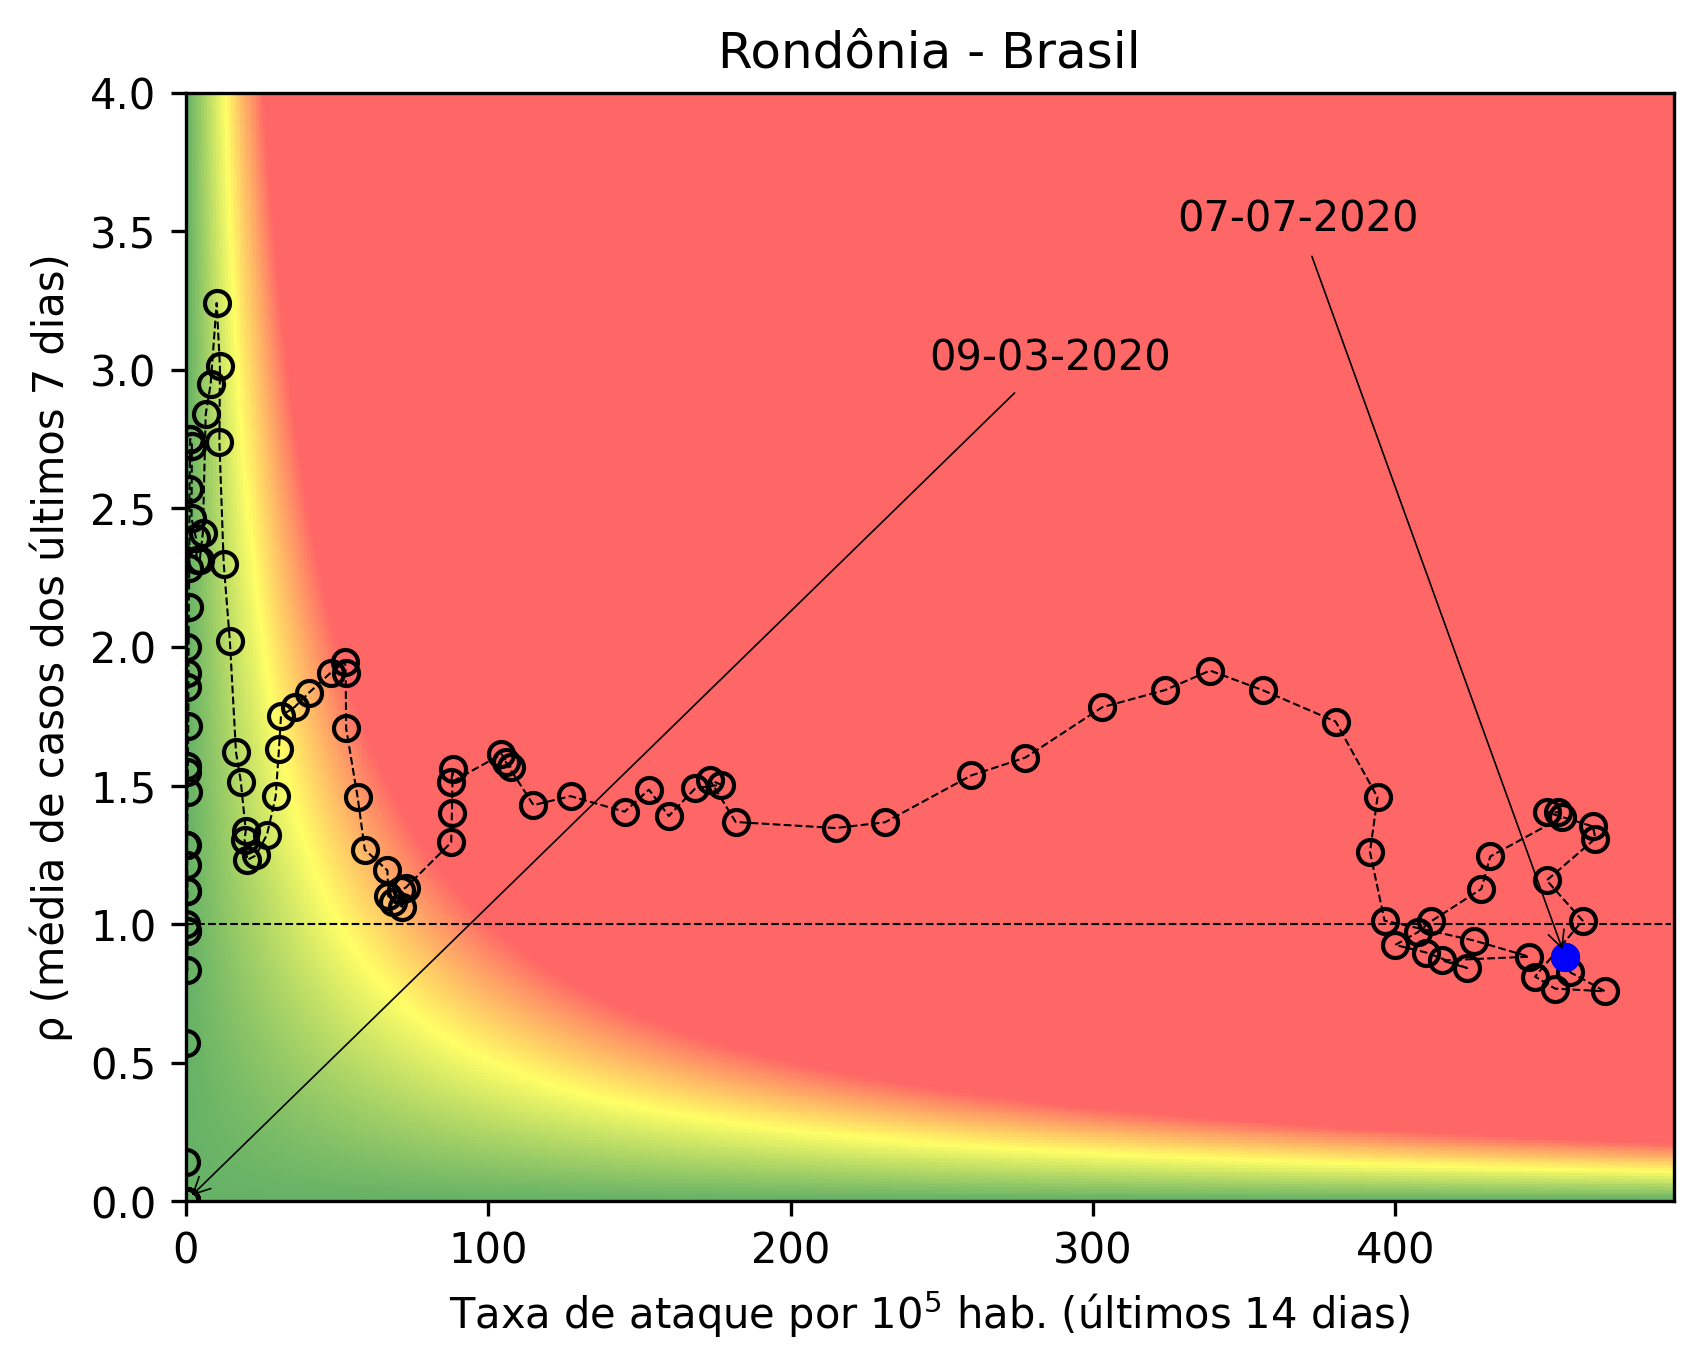 Rondônia - Brasil
4.0
3.5
3.0
2.5
2.0
1.5
1.0
0.5
0.0
ρ (média de casos dos últimos 7 dias)
07-07-2020
09-03-2020
0 100 200 300 400
Taxa de ataque por 10⁵ hab. (últimos 14 dias)